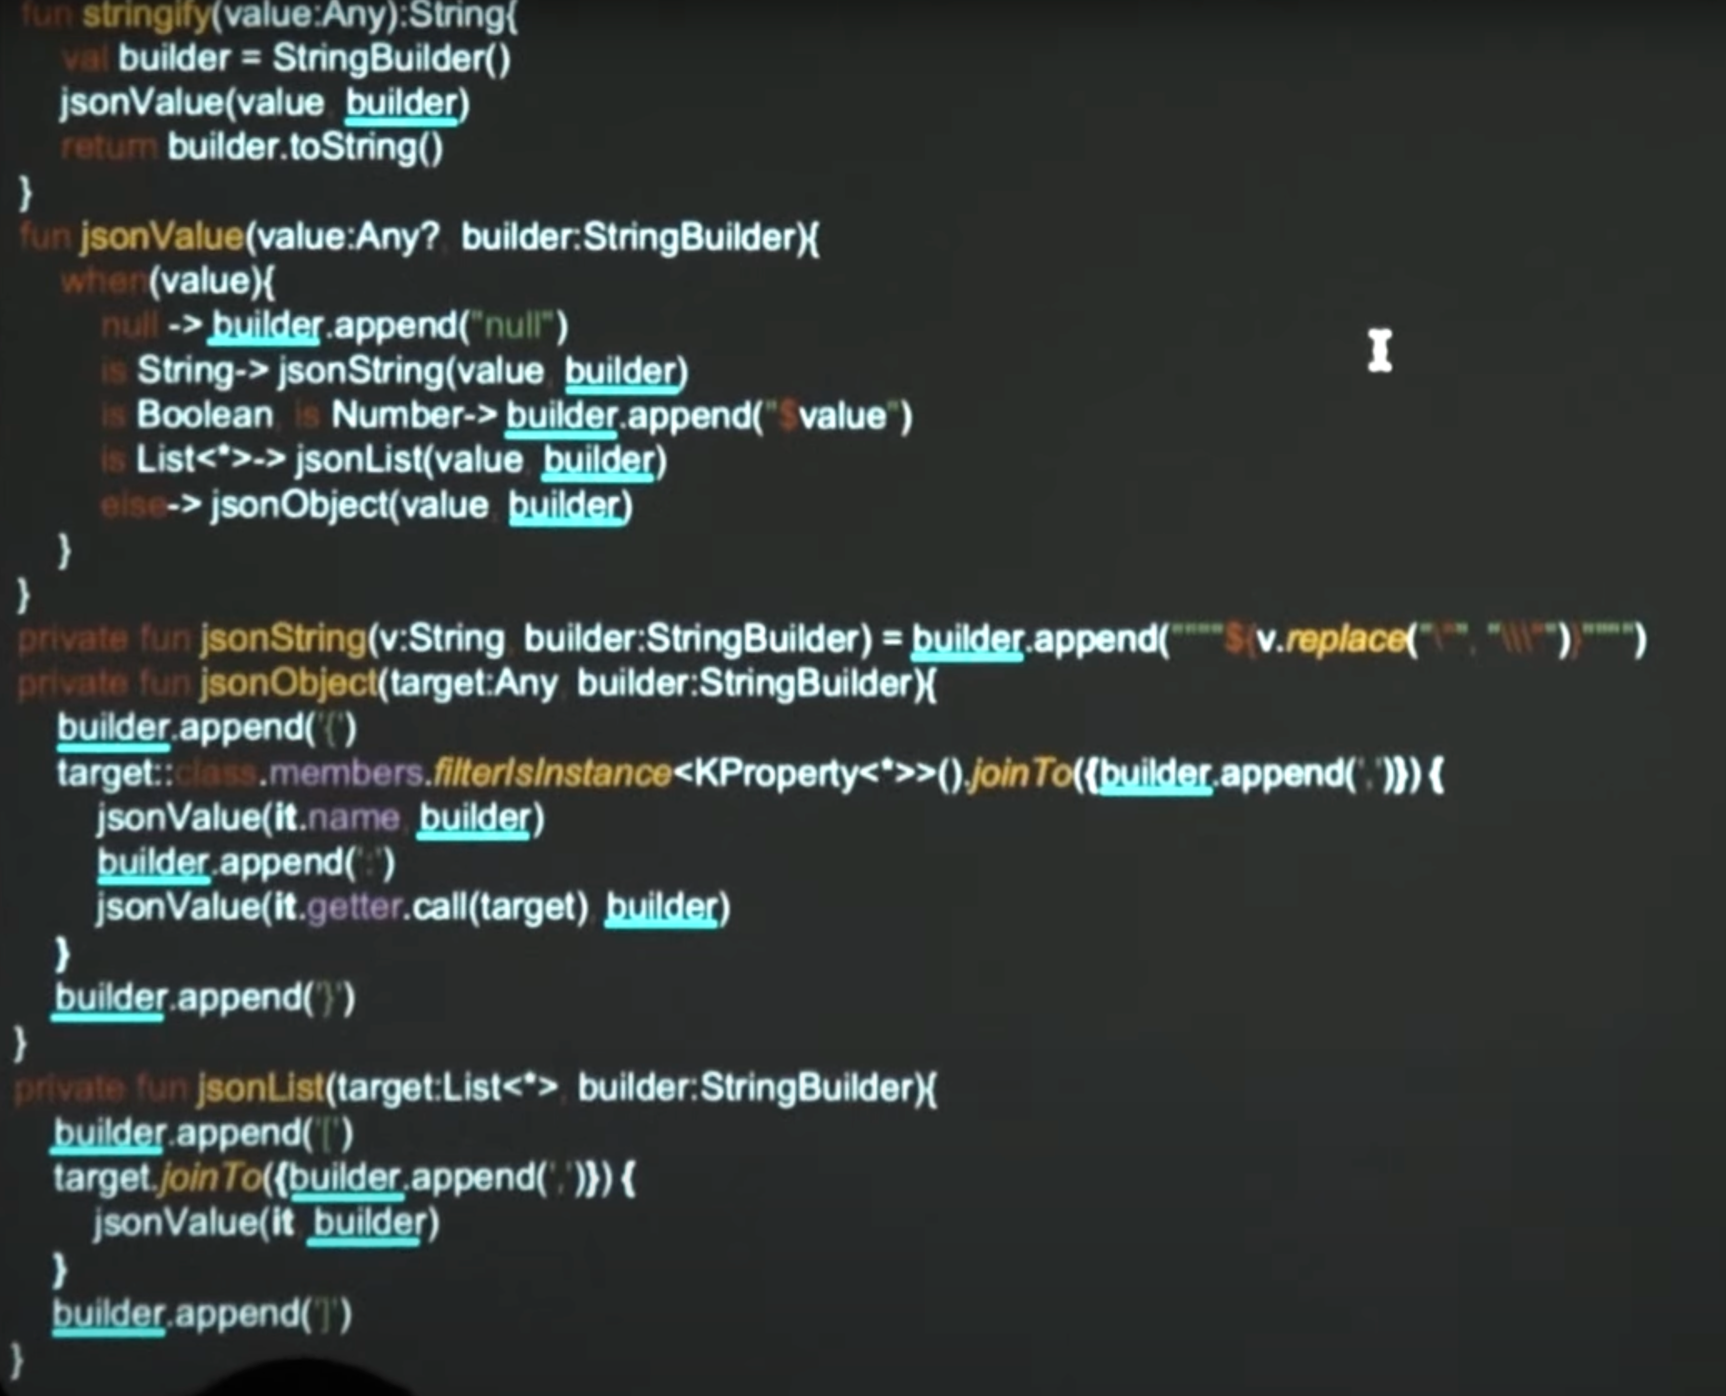 fun stringify(value:Any):String{
val builder = StringBuilder()
jsonValue(value, builder)
return builder.toString()
}
fun jsonValue(value:Any?, builder:StringBuilder){
when(value){
null -> builder.append("null")
is String-> jsonString(value, builder)
is Boolean, is Number-> builder.append("$value")
is List<*>-> jsonList(value, builder)
else-> jsonObject(value, builder)
}
}
private fun jsonString(v:String, builder:StringBuilder) = builder.append(""""${v.replace("\"", "\\\"")}"""")
private fun jsonObject(target:Any, builder:StringBuilder){
builder.append('{')
target::class.members.filterIsInstance<KProperty<*>>().joinTo({builder.append(',')}) {
jsonValue(it.name, builder)
builder.append(':')
jsonValue(it.getter.call(target), builder)
}
builder.append('}')
}
private fun jsonList(target:List<*>, builder:StringBuilder){
builder.append('[')
target.joinTo({builder.append(',')}) {
jsonValue(it, builder)
}
builder.append(']')
}